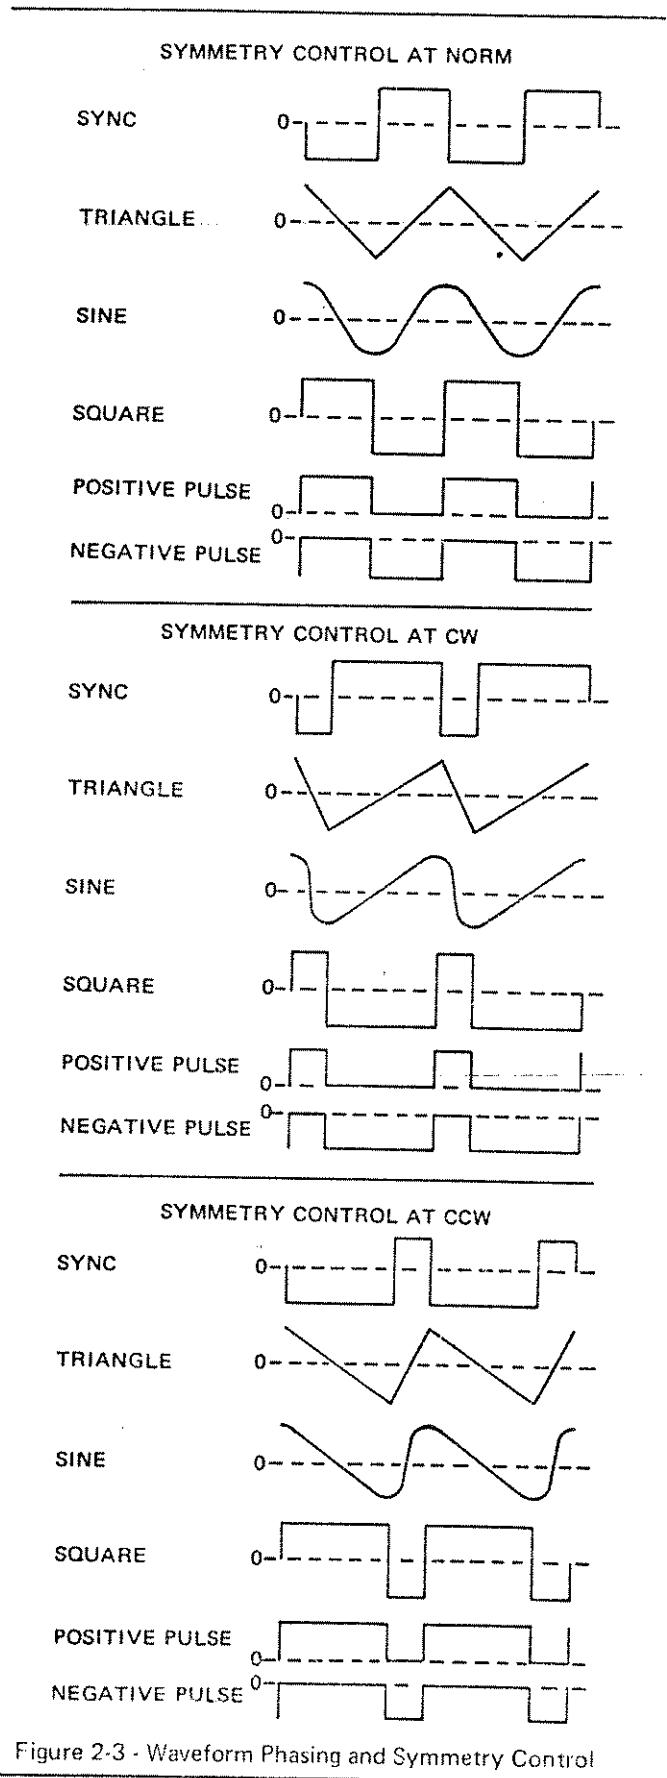 SYMMETRY CONTROL AT NORM
SYNC 0-
TRIANGLE 0-
SINE 0-
SQUARE 0-
POSITIVE PULSE 0-
NEGATIVE PULSE 0-
SYMMETRY CONTROL AT CW
SYNC 0-
TRIANGLE 0-
SINE 0-
SQUARE 0-
POSITIVE PULSE 0-
NEGATIVE PULSE 0-
SYMMETRY CONTROL AT CCW
SYNC 0-
TRIANGLE 0-
SINE 0-
SQUARE 0-
POSITIVE PULSE 0-
NEGATIVE PULSE 0-
Figure 2-3 - Waveform Phasing and Symmetry Control